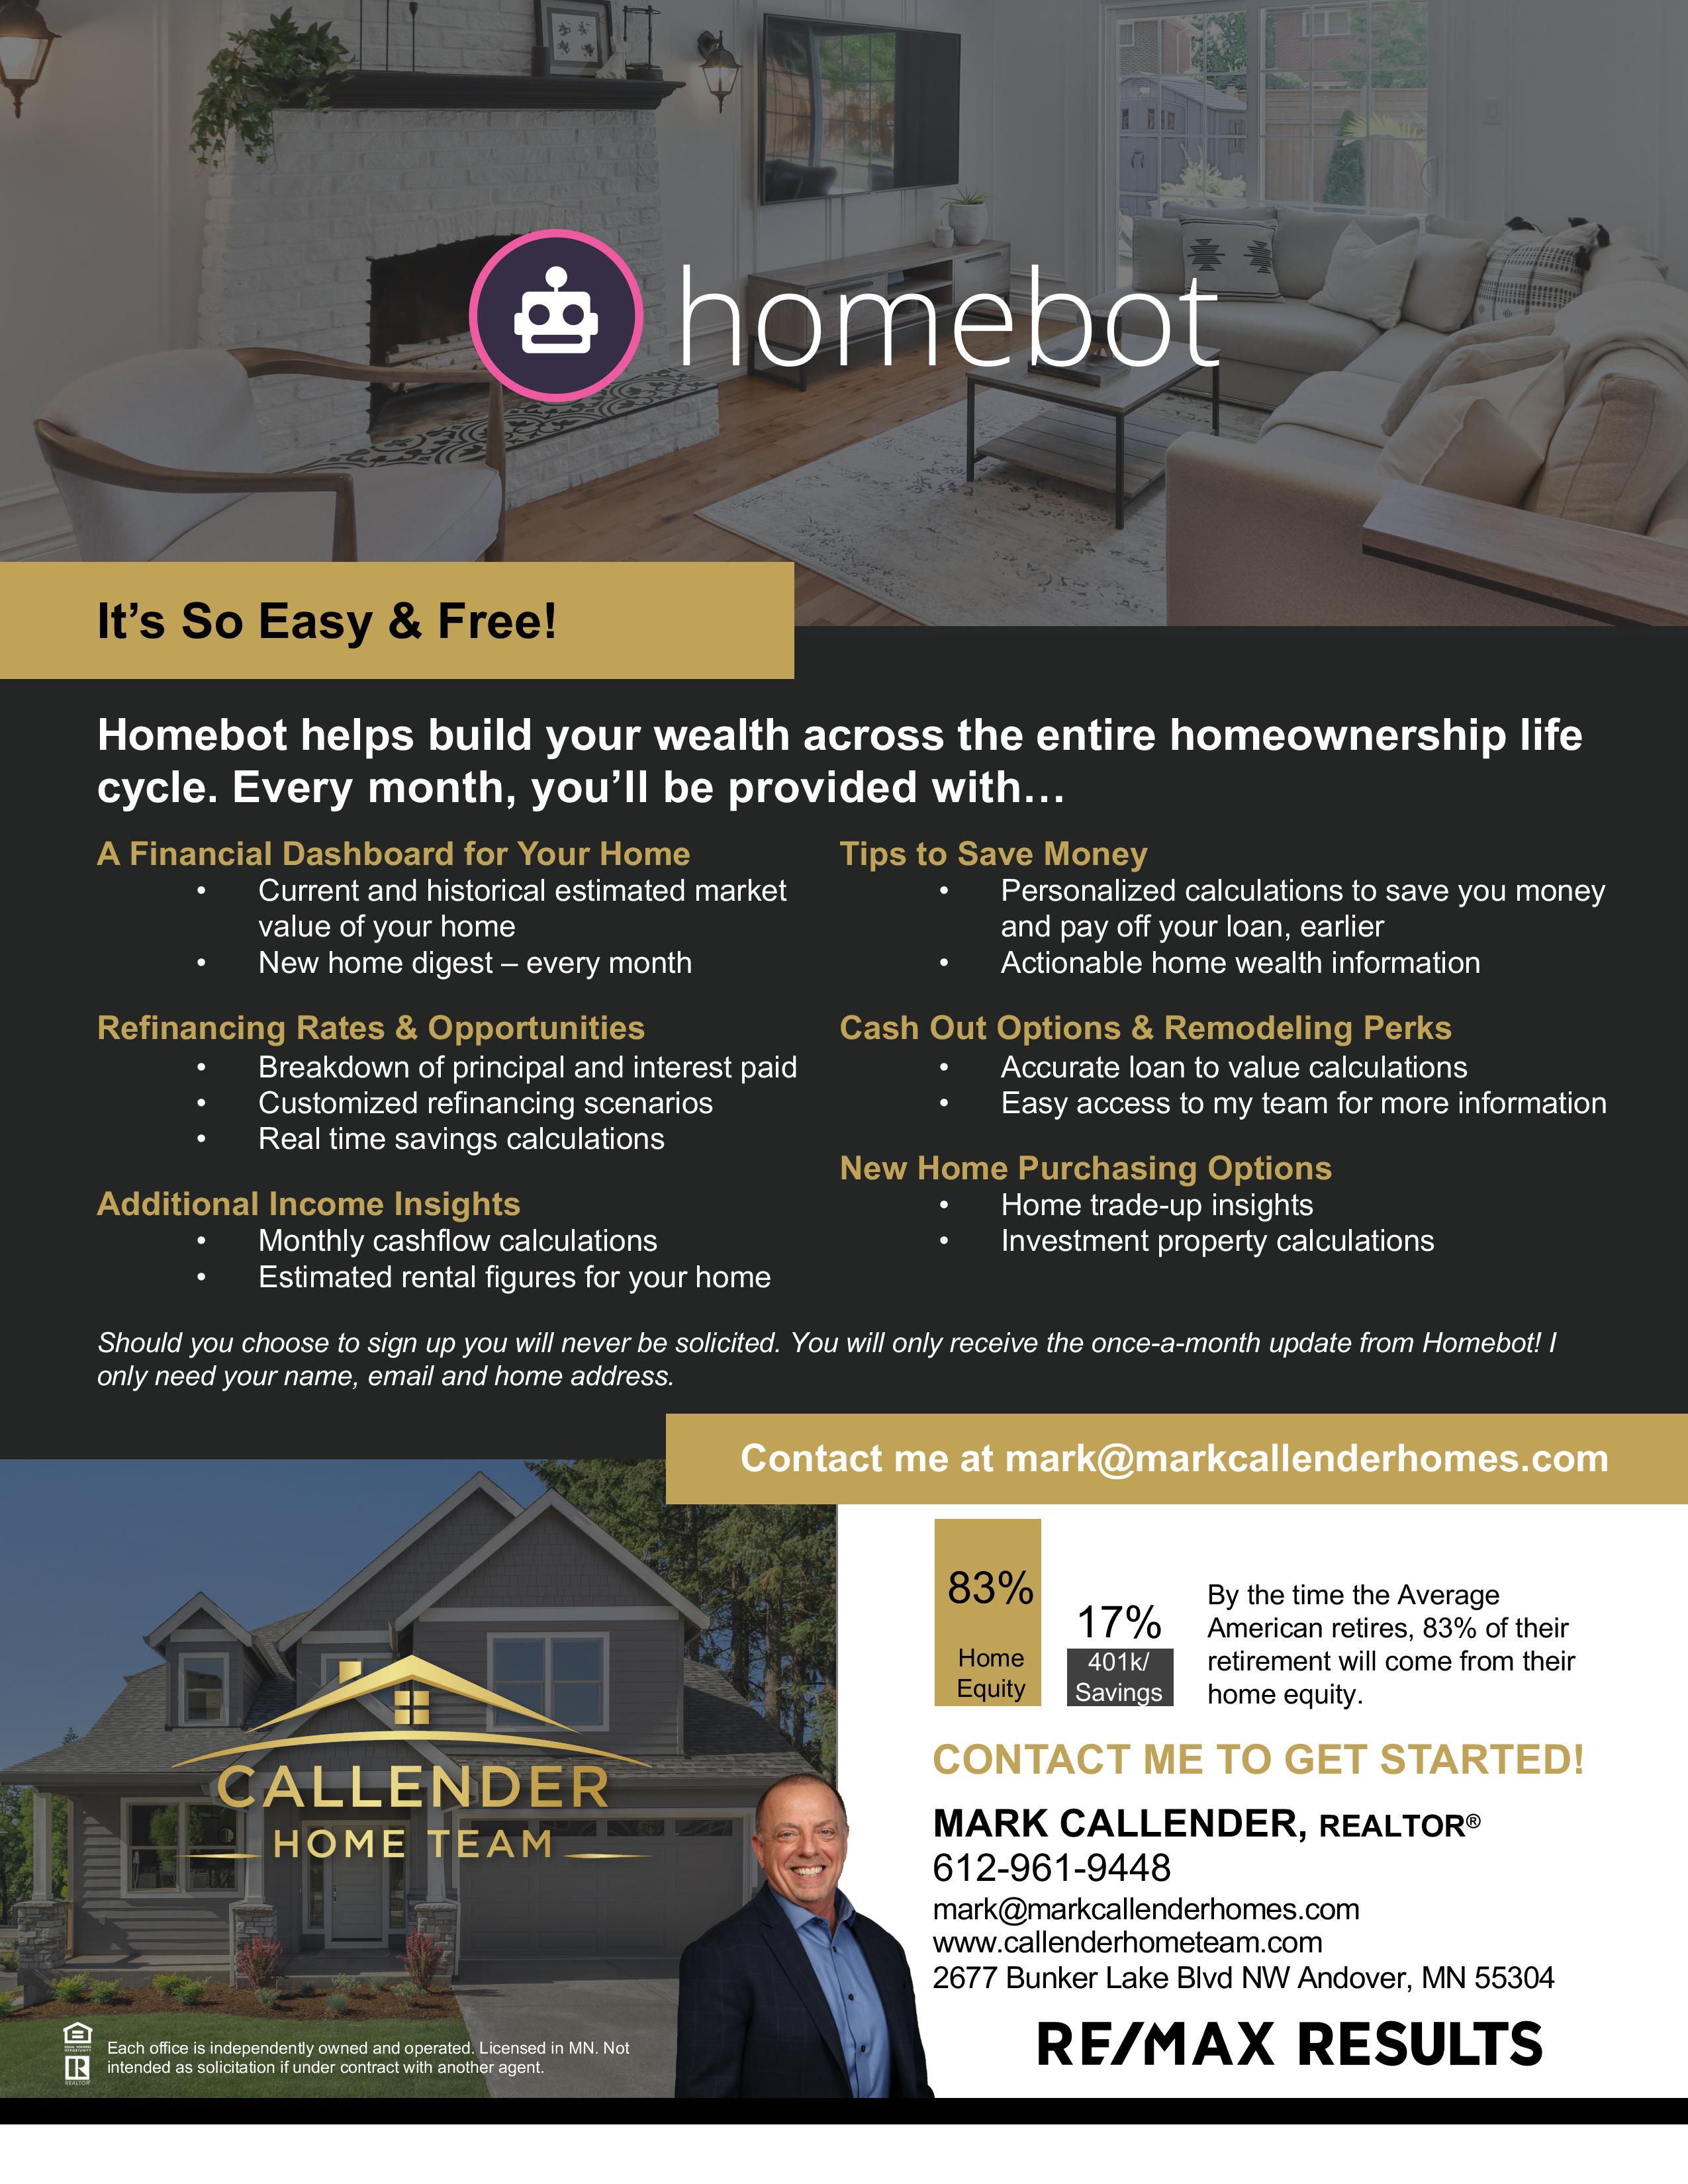 homebot
It’s So Easy & Free!
Homebot helps build your wealth across the entire homeownership life
cycle. Every month, you’ll be provided with…
A Financial Dashboard for Your Home
• Current and historical estimated market
value of your home
• New home digest – every month
Refinancing Rates & Opportunities
• Breakdown of principal and interest paid
• Customized refinancing scenarios
• Real time savings calculations
Additional Income Insights
• Monthly cashflow calculations
• Estimated rental figures for your home
Tips to Save Money
• Personalized calculations to save you money
and pay off your loan, earlier
• Actionable home wealth information
Cash Out Options & Remodeling Perks
• Accurate loan to value calculations
• Easy access to my team for more information
New Home Purchasing Options
• Home trade-up insights
• Investment property calculations
Should you choose to sign up you will never be solicited. You will only receive the once-a-month update from Homebot! I
only need your name, email and home address.
Contact me at mark@markcallenderhomes.com
83%
Home
Equity
17%
401k/
Savings
By the time the Average
American retires, 83% of their
retirement will come from their
home equity.
CALLENDER
HOME TEAM
CONTACT ME TO GET STARTED!
MARK CALLENDER, REALTOR®
612-961-9448
mark@markcallenderhomes.com
www.callenderhometeam.com
2677 Bunker Lake Blvd NW Andover, MN 55304
RE/MAX RESULTS
EQUAL HOUSING
OPPORTUNITY
R
REALTOR
Each office is independently owned and operated. Licensed in MN. Not
intended as solicitation if under contract with another agent.